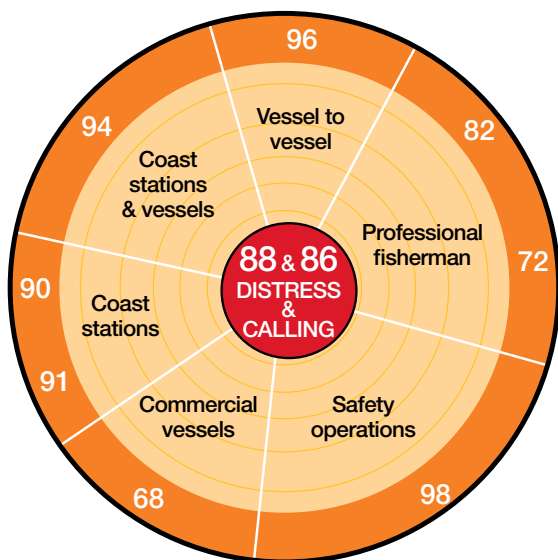 96
Vessel to
vessel
82
72
Professional
fisherman
98
Safety
operations
68
Commercial
vessels
91
90
Coast
stations
94
Coast
stations
& vessels
88 & 86
DISTRESS
&
CALLING